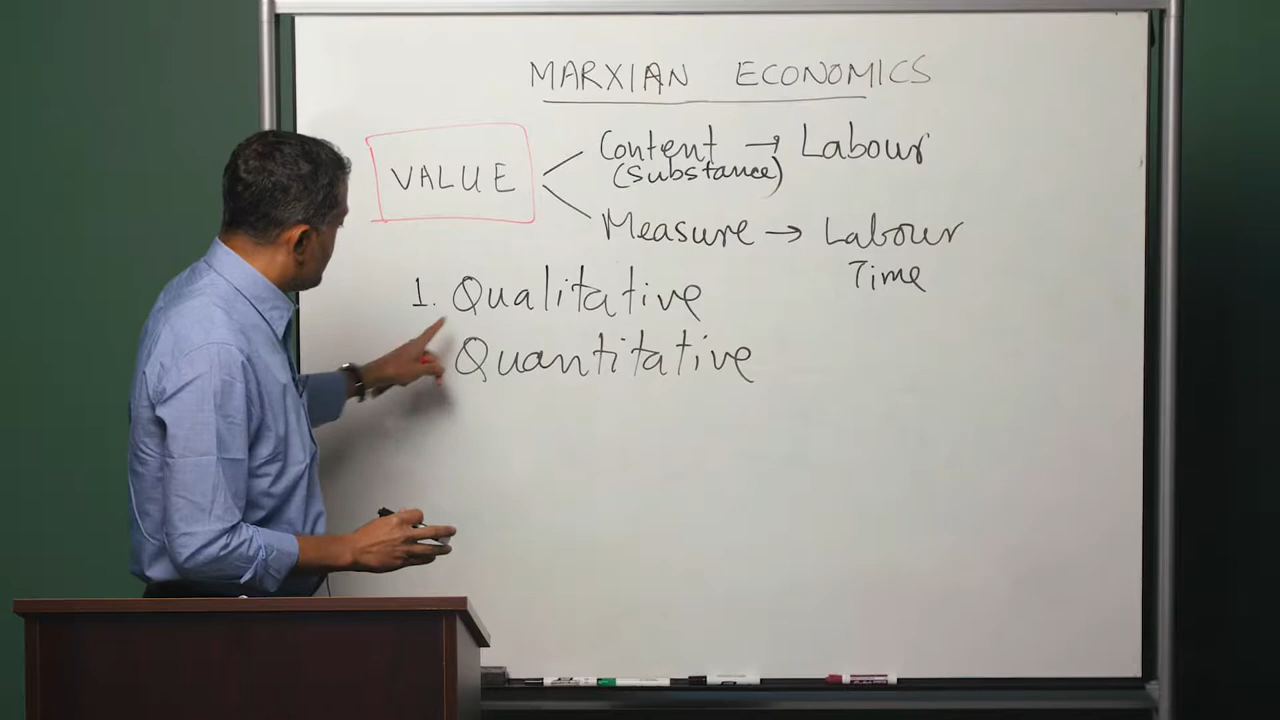 MARXIAN ECONOMICS
VALUE
Content → Labour
(Substance)
Measure → Labour
Time
1. Qualitative
Quantitative